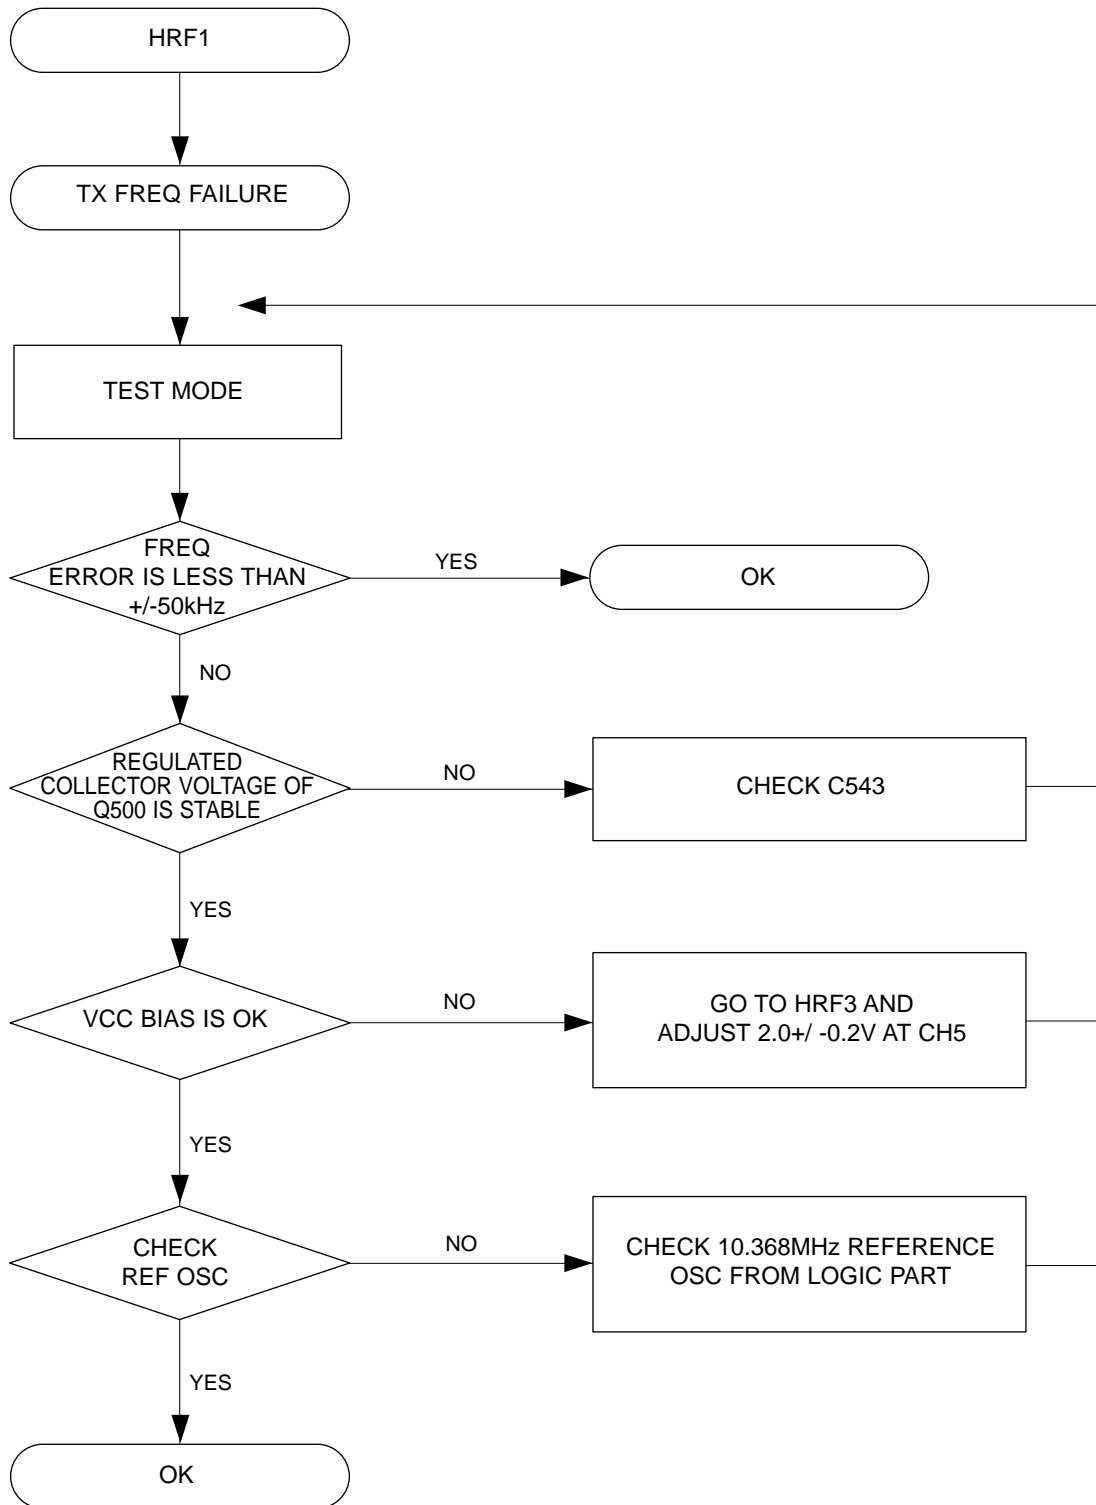 HRF1
TX FREQ FAILURE
TEST MODE
FREQ
ERROR IS LESS THAN
+/-50kHz
YES
OK
NO
REGULATED
COLLECTOR VOLTAGE OF
Q500 IS STABLE
NO
CHECK C543
YES
VCC BIAS IS OK
NO
GO TO HRF3 AND
ADJUST 2.0+/ -0.2V AT CH5
YES
CHECK
REF OSC
NO
CHECK 10.368MHz REFERENCE
OSC FROM LOGIC PART
YES
OK